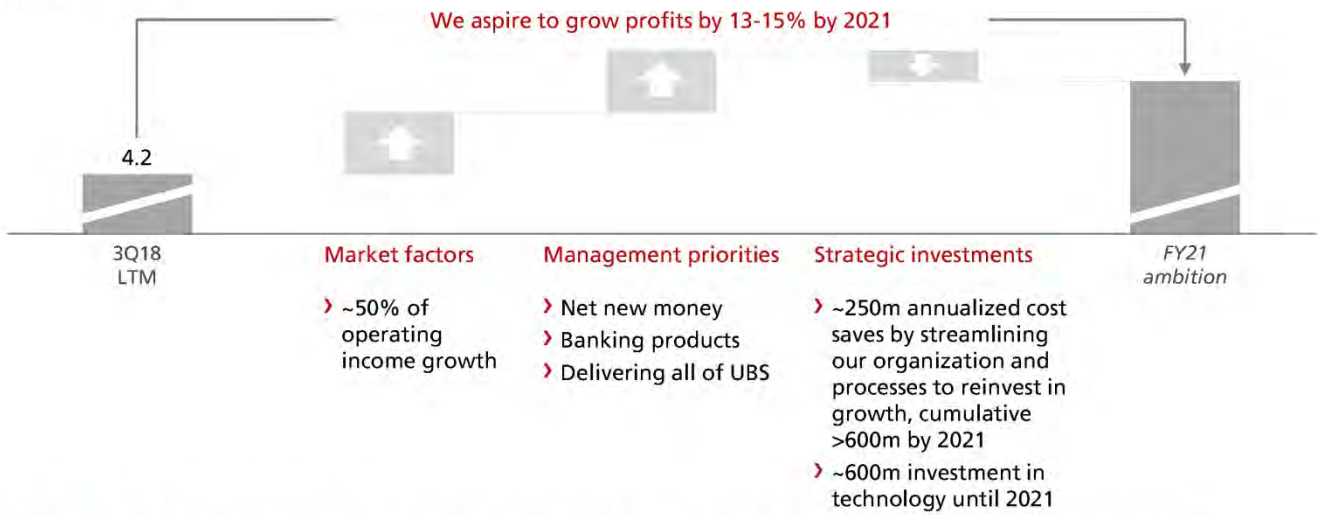 We aspire to grow profits by 13-15% by 2021
4.2
3Q18
LTM
Market factors
❯ ~50% of
operating
income growth
Management priorities
❯ Net new money
❯ Banking products
❯ Delivering all of UBS
Strategic investments
❯ ~250m annualized cost
saves by streamlining
our organization and
processes to reinvest in
growth, cumulative
>600m by 2021
❯ ~600m investment in
technology until 2021
FY21
ambition